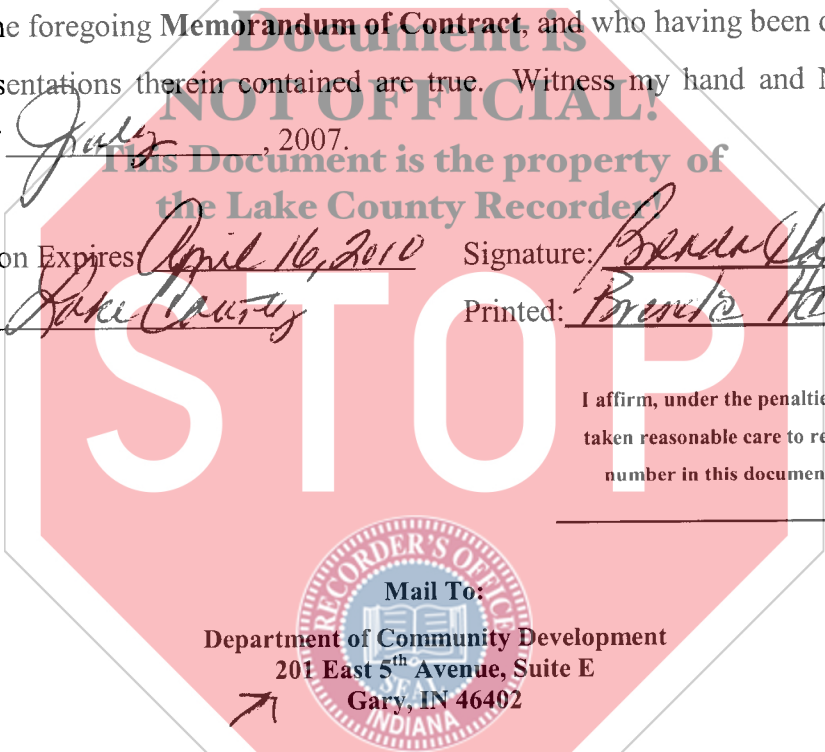 Document is
NOT OFFICIAL!
This Document is the property of
the Lake County Recorder!
STOP
e foregoing Memorandum of Contract, and who having been
sentations therein contained are true. Witness my hand and
July, 2007.
on Expires: April 16, 2010 Signature: Brenda
Lake County Printed: Brenda
I affirm, under the penaltie
taken reasonable care to re
number in this documen
RECORDER'S OFFICE
SEAL
INDIANA
Mail To:
Department of Community Development
201 East 5th Avenue, Suite E
Gary, IN 46402